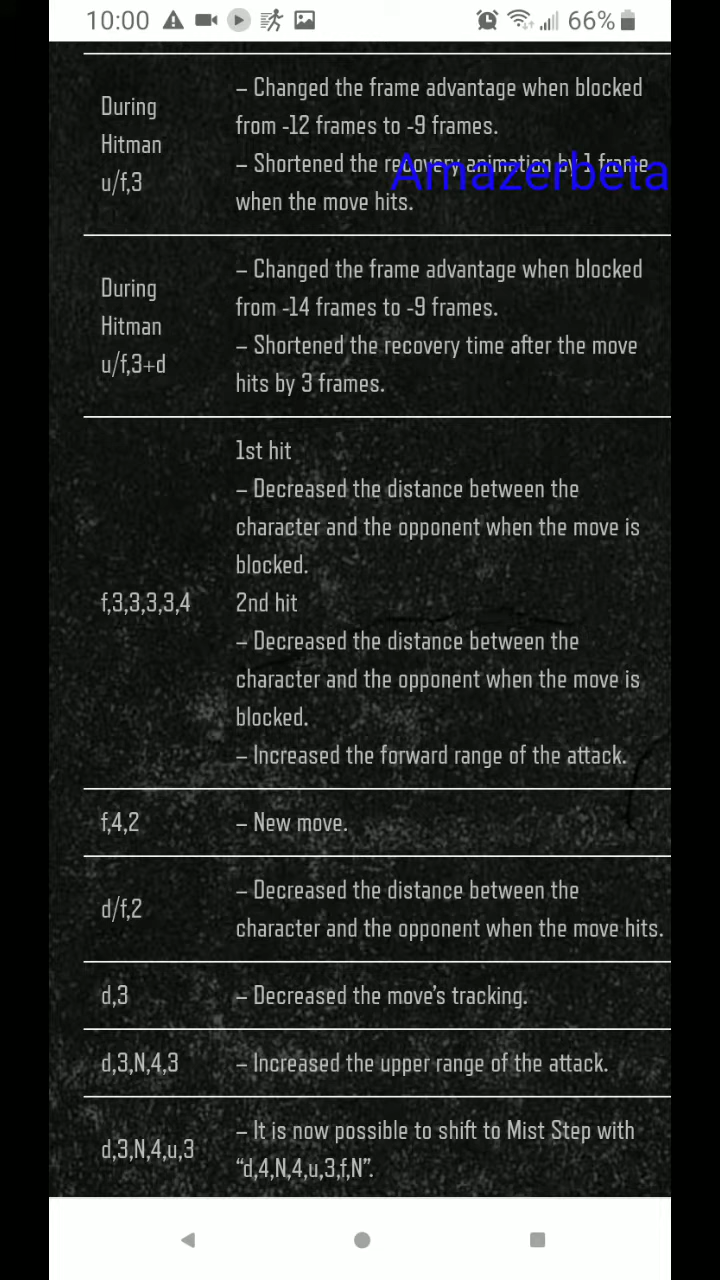 10:00 66%
During
Hitman
u/f,3
– Changed the frame advantage when blocked
from -12 frames to -9 frames.
– Shortened the recovery animation by 1 frame
when the move hits.
Amazerbeta
During
Hitman
u/f,3+d
– Changed the frame advantage when blocked
from -14 frames to -9 frames.
– Shortened the recovery time after the move
hits by 3 frames.
f,3,3,3,3,4
1st hit
– Decreased the distance between the
character and the opponent when the move is
blocked.
2nd hit
– Decreased the distance between the
character and the opponent when the move is
blocked.
– Increased the forward range of the attack.
f,4,2
– New move.
d/f,2
– Decreased the distance between the
character and the opponent when the move hits.
d,3
– Decreased the move’s tracking.
d,3,N,4,3
– Increased the upper range of the attack.
d,3,N,4,u,3
– It is now possible to shift to Mist Step with
“d,4,N,4,u,3,f,N”.